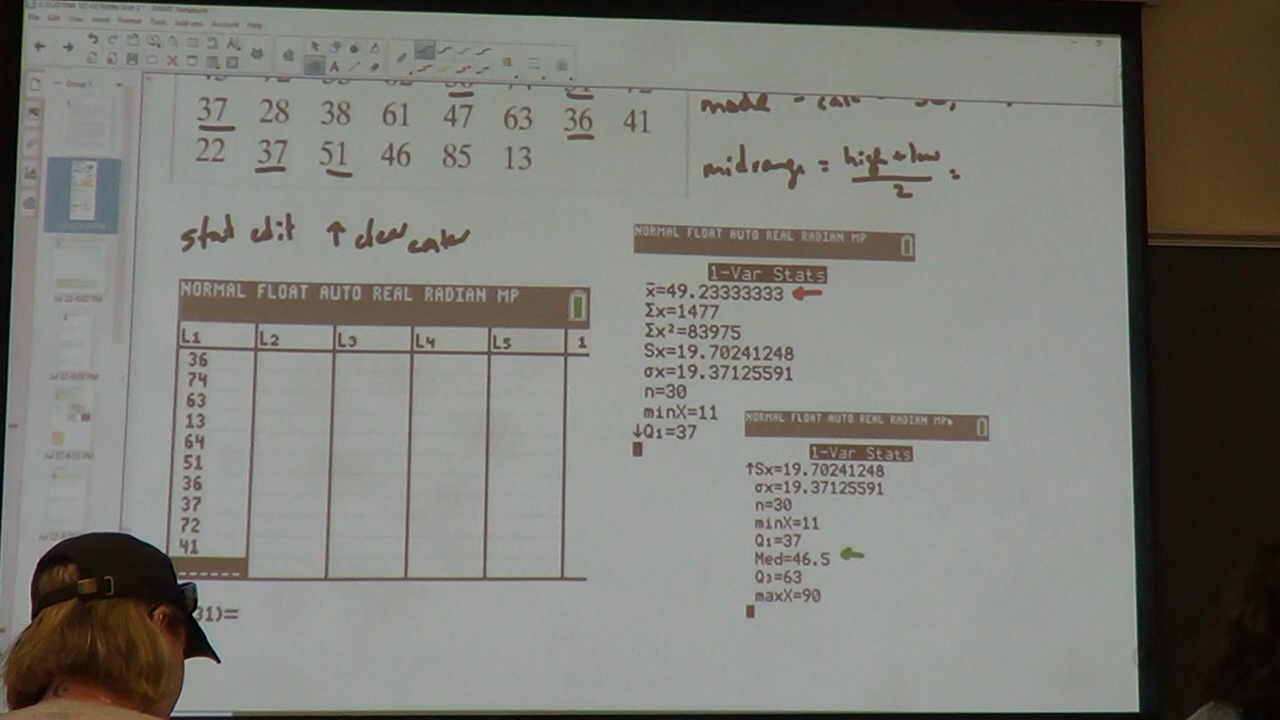 37 28 38 61 47 63 36 41
22 37 51 46 85 13
midrange = high + low
2 =
stat edit ↑ clear enter
NORMAL FLOAT AUTO REAL RADIAN MP
L1 L2 L3 L4 L5 1
36
74
63
13
64
51
36
37
72
41
31)=
NORMAL FLOAT AUTO REAL RADIAN MP
1-Var Stats
x̄=49.23333333
Σx=1477
Σx²=83975
Sx=19.70241248
σx=19.37125591
n=30
minX=11
↓Q₁=37
NORMAL FLOAT AUTO REAL RADIAN MP
1-Var Stats
↑Sx=19.70241248
σx=19.37125591
n=30
minX=11
Q₁=37
Med=46.5
Q₃=63
maxX=90